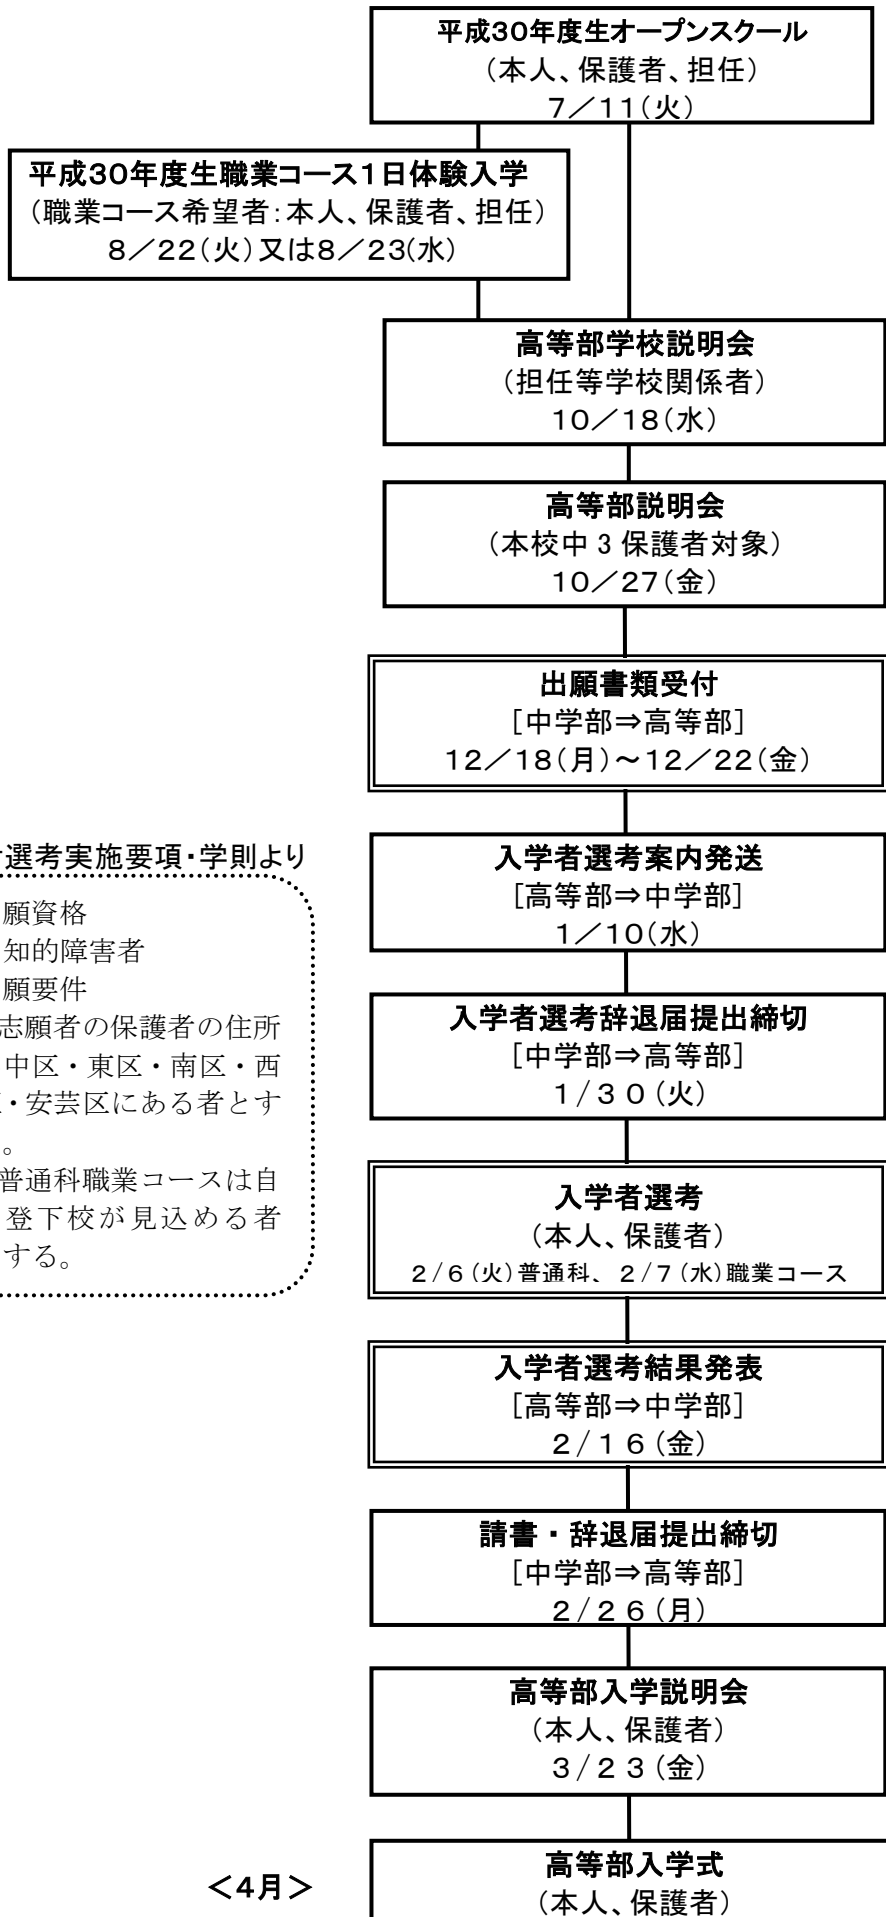 平成30年度生オープンスクール
(本人、保護者、担任)
7/11(火)
平成30年度生職業コース1日体験入学
(職業コース希望者:本人、保護者、担任)
8/22(火)又は8/23(水)
高等部学校説明会
(担任等学校関係者)
10/18(水)
高等部説明会
(本校中3保護者対象)
10/27(金)
出願書類受付
[中学部⇒高等部]
12/18(月)～12/22(金)
選考実施要項・学則より
願資格
知的障害者
願要件
志願者の保護者の住所
中区・東区・南区・西
・安芸区にある者とす
。
普通科職業コースは自
登下校が見込める者
する。
入学者選考案内発送
[高等部⇒中学部]
1/10(水)
入学者選考辞退届提出締切
[中学部⇒高等部]
1/30(火)
入学者選考
(本人、保護者)
2/6(火)普通科、2/7(水)職業コース
入学者選考結果発表
[高等部⇒中学部]
2/16(金)
請書・辞退届提出締切
[中学部⇒高等部]
2/26(月)
高等部入学説明会
(本人、保護者)
3/23(金)
<4月>
高等部入学式
(本人、保護者)